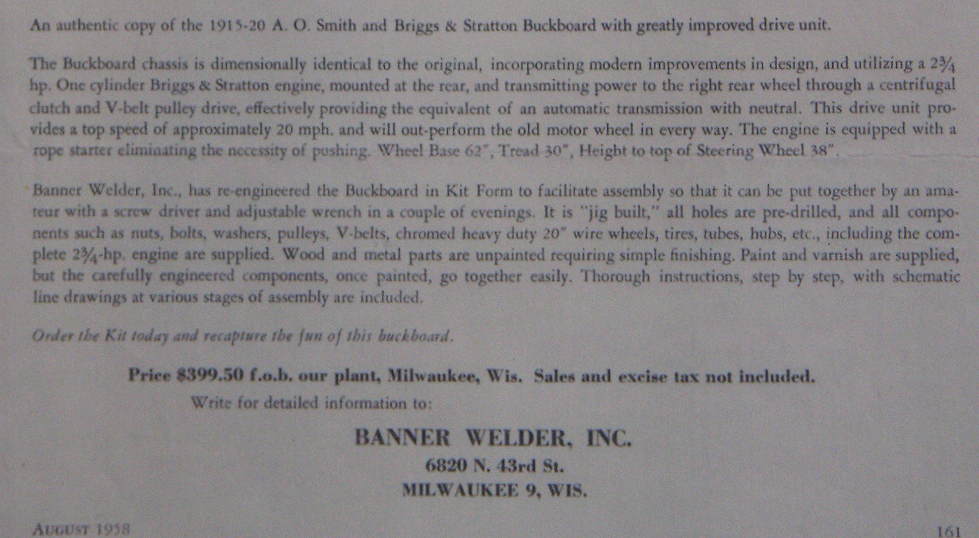 An authentic copy of the 1915-20 A. O. Smith and Briggs & Stratton Buckboard with greatly improved drive unit.
The Buckboard chassis is dimensionally identical to the original, incorporating modern improvements in design, and utilizing a 2¾
hp. One cylinder Briggs & Stratton engine, mounted at the rear, and transmitting power to the right rear wheel through a centrifugal
clutch and V-belt pulley drive, effectively providing the equivalent of an automatic transmission with neutral. This drive unit pro-
vides a top speed of approximately 20 mph. and will out-perform the old motor wheel in every way. The engine is equipped with a
rope starter eliminating the necessity of pushing. Wheel Base 62", Tread 30", Height to top of Steering Wheel 38".
Banner Welder, Inc., has re-engineered the Buckboard in Kit Form to facilitate assembly so that it can be put together by an ama-
teur with a screw driver and adjustable wrench in a couple of evenings. It is "jig built," all holes are pre-drilled, and all compo-
nents such as nuts, bolts, washers, pulleys, V-belts, chromed heavy duty 20" wire wheels, tires, tubes, hubs, etc., including the com-
plete 2¾-hp. engine are supplied. Wood and metal parts are unpainted requiring simple finishing. Paint and varnish are supplied,
but the carefully engineered components, once painted, go together easily. Thorough instructions, step by step, with schematic
line drawings at various stages of assembly are included.
Order the Kit today and recapture the fun of this buckboard.
Price $399.50 f.o.b. our plant, Milwaukee, Wis. Sales and excise tax not included.
Write for detailed information to:
BANNER WELDER, INC.
6820 N. 43rd St.
MILWAUKEE 9, WIS.
AUGUST 1958
161